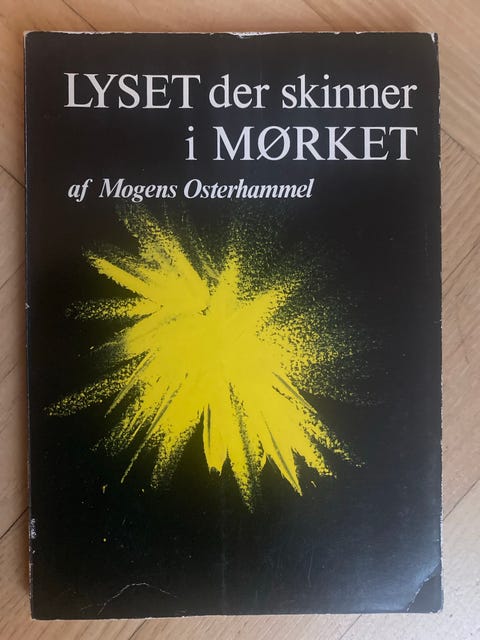 LYSET der skinner
i MØRKET
af Mogens Osterhammel